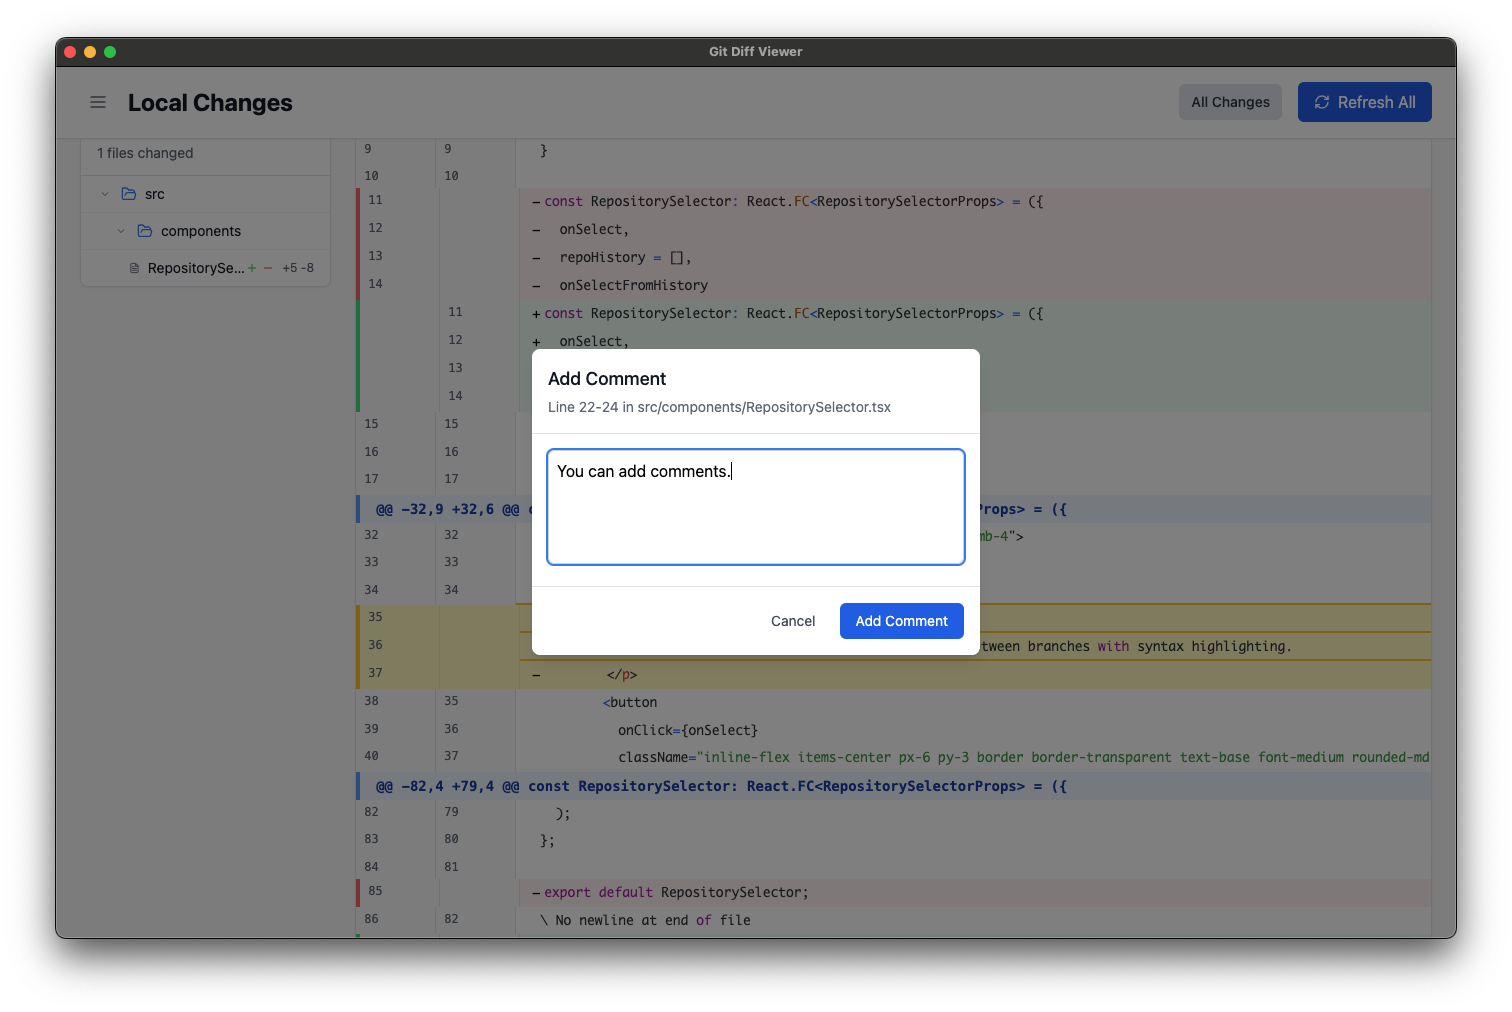 Git Diff Viewer
Local Changes
All Changes
Refresh All
1 files changed
src
components
RepositorySe... + − +5 -8
9 9 }
10 10
11 − const RepositorySelector: React.FC<RepositorySelectorProps> = ({
12 − onSelect,
13 − repoHistory = [],
14 − onSelectFromHistory
11 + const RepositorySelector: React.FC<RepositorySelectorProps> = ({
12 + onSelect,
13
14
15 15
16 16
17 17
@@ -32,9 +32,6 @@ Props> = ({
32 32 mb-4">
33 33
34 34
35
36 tween branches with syntax highlighting.
37 − </p>
38 35 <button
39 36 onClick={onSelect}
40 37 className="inline-flex items-center px-6 py-3 border border-transparent text-base font-medium rounded-md
@@ -82,4 +79,4 @@ const RepositorySelector: React.FC<RepositorySelectorProps> = ({
82 79 );
83 80 };
84 81
85 − export default RepositorySelector;
86 82 \ No newline at end of file
Add Comment
Line 22-24 in src/components/RepositorySelector.tsx
You can add comments.
Cancel
Add Comment